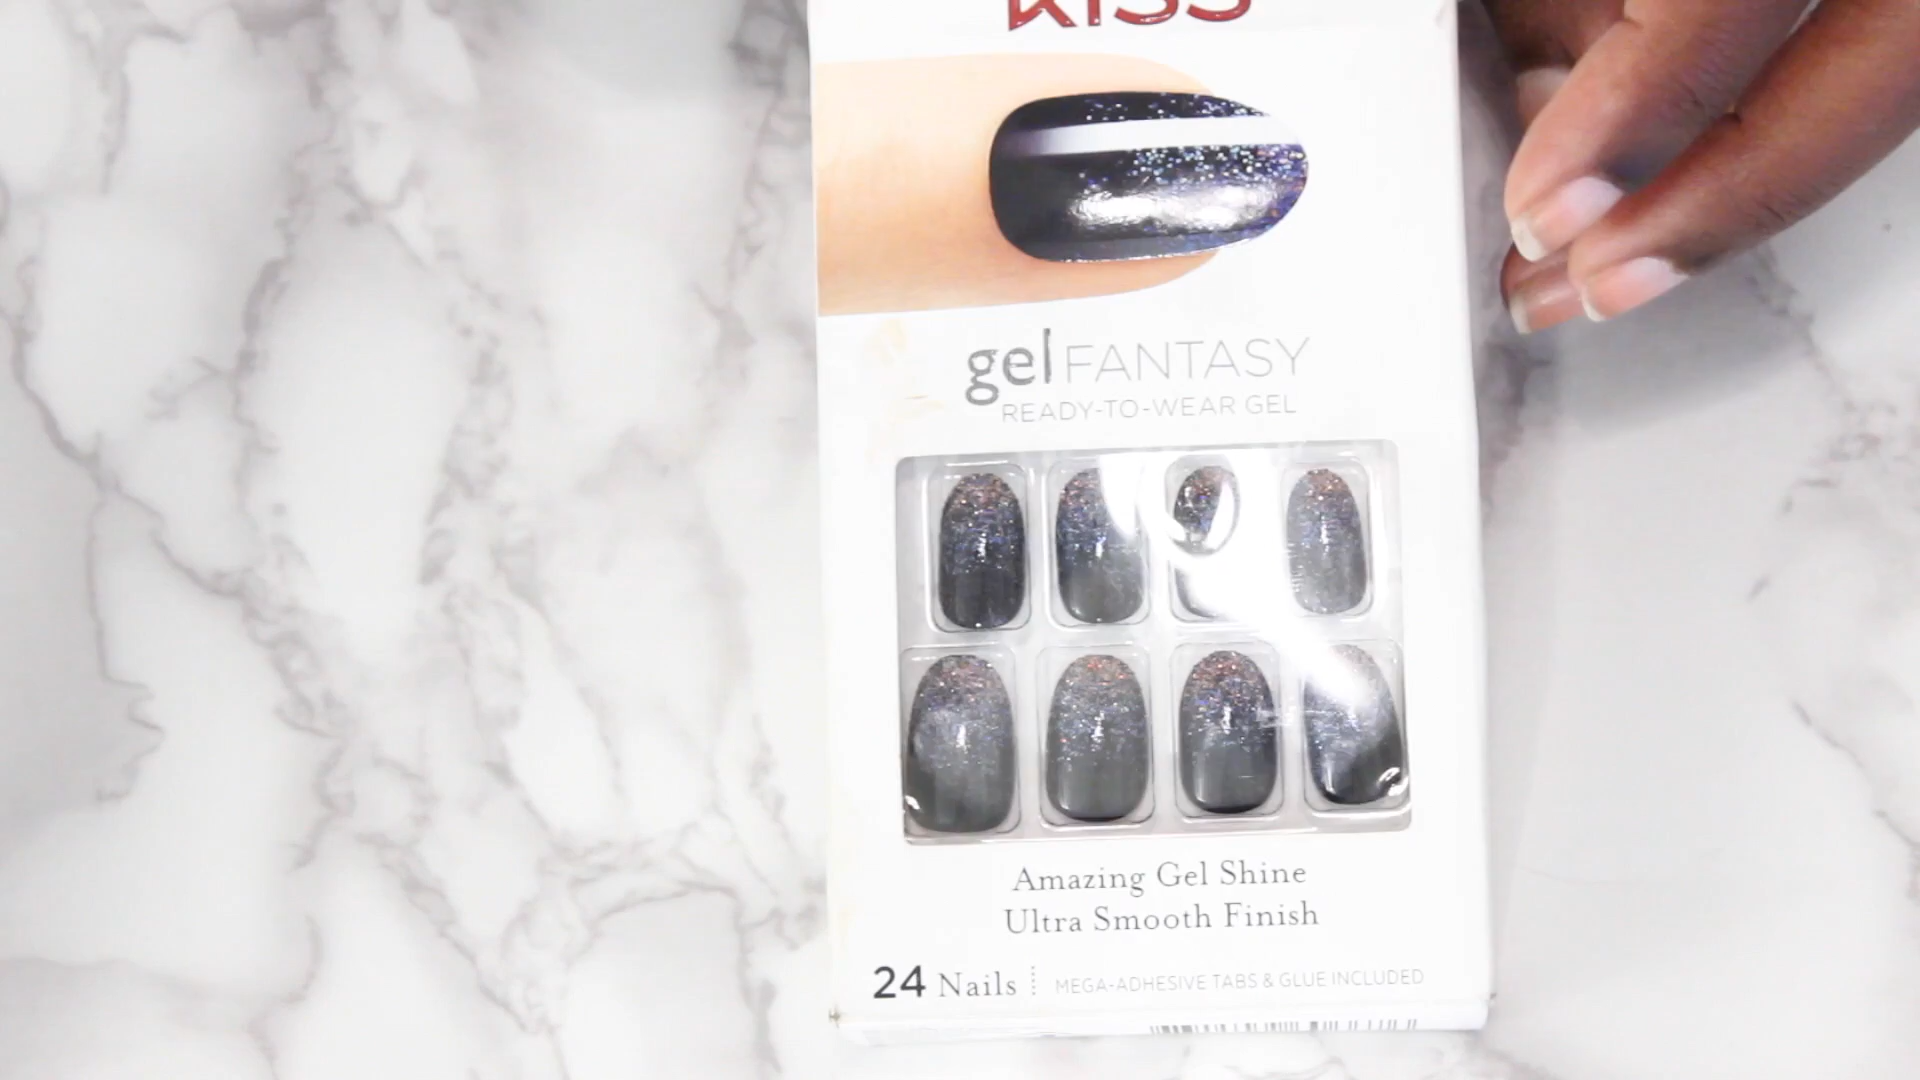 KISS
gel FANTASY
READY-TO-WEAR GEL
Amazing Gel Shine
Ultra Smooth Finish
24 Nails
MEGA-ADHESIVE TABS & GLUE INCLUDED